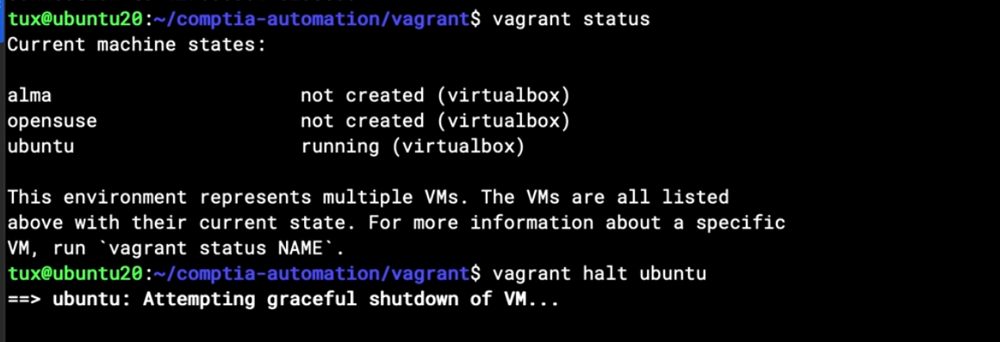 tux@ubuntu20:~/comptia-automation/vagrant$ vagrant status
Current machine states:
alma                      not created (virtualbox)
opensuse                  not created (virtualbox)
ubuntu                    running (virtualbox)
This environment represents multiple VMs. The VMs are all listed
above with their current state. For more information about a specific
VM, run `vagrant status NAME`.
tux@ubuntu20:~/comptia-automation/vagrant$ vagrant halt ubuntu
==> ubuntu: Attempting graceful shutdown of VM...